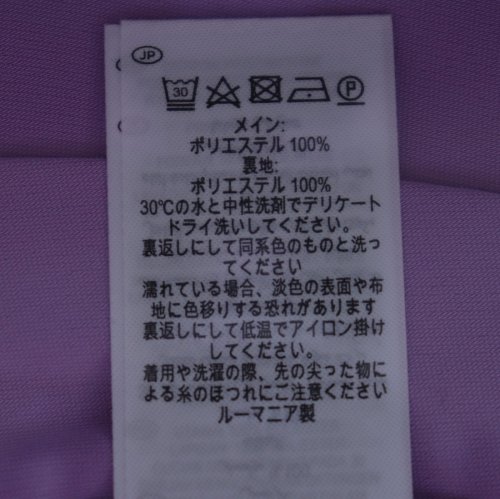 JP
30
P
メイン:
ポリエステル 100%
裏地:
ポリエステル 100%
30℃の水と中性洗剤でデリケート
ドライ洗いしてください。
裏返しにして同系色のものと洗っ
てください
濡れている場合、淡色の表面や布
地に色移りする恐れがあります
裏返しにして低温でアイロン掛け
してください。
着用や洗濯の際、先の尖った物に
よる糸のほつれにご注意ください
ルーマニア製